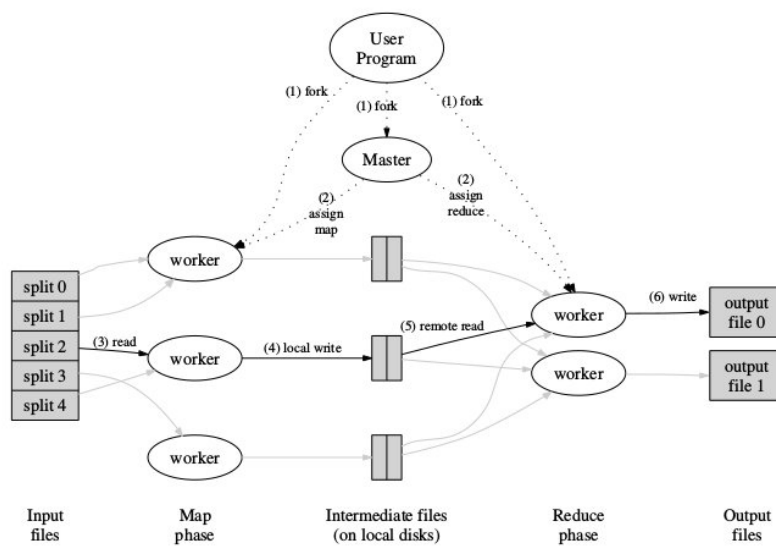 User
Program
(1) fork
(1) fork
(1) fork
Master
(2)
assign
map
(2)
assign
reduce
worker
split 0
split 1
split 2
split 3
split 4
(3) read
worker
(4) local write
(5) remote read
worker
(6) write
output
file 0
worker
output
file 1
worker
Input
files
Map
phase
Intermediate files
(on local disks)
Reduce
phase
Output
files